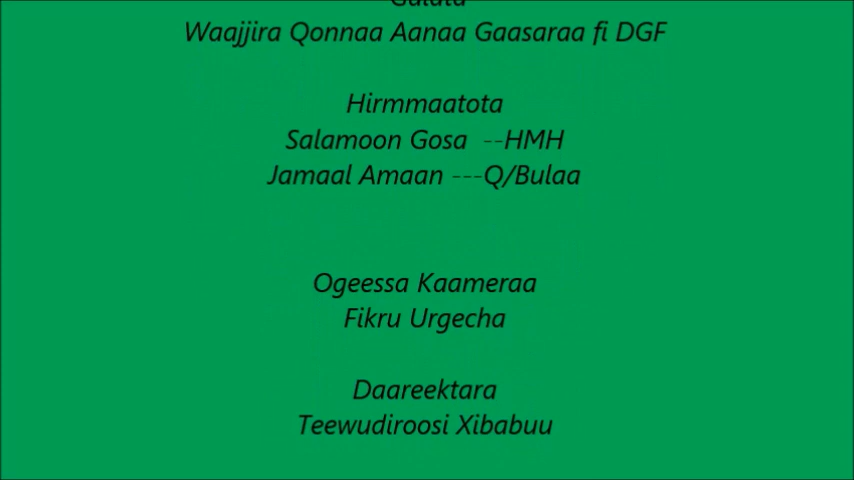 Galata
Waajjira Qonnaa Aanaa Gaasaraa fi DGF
Hirmmaatota
Salamoon Gosa --HMH
Jamaal Amaan ---Q/Bulaa
Ogeessa Kaameraa
Fikru Urgecha
Daareektara
Teewudiroosi Xibabuu